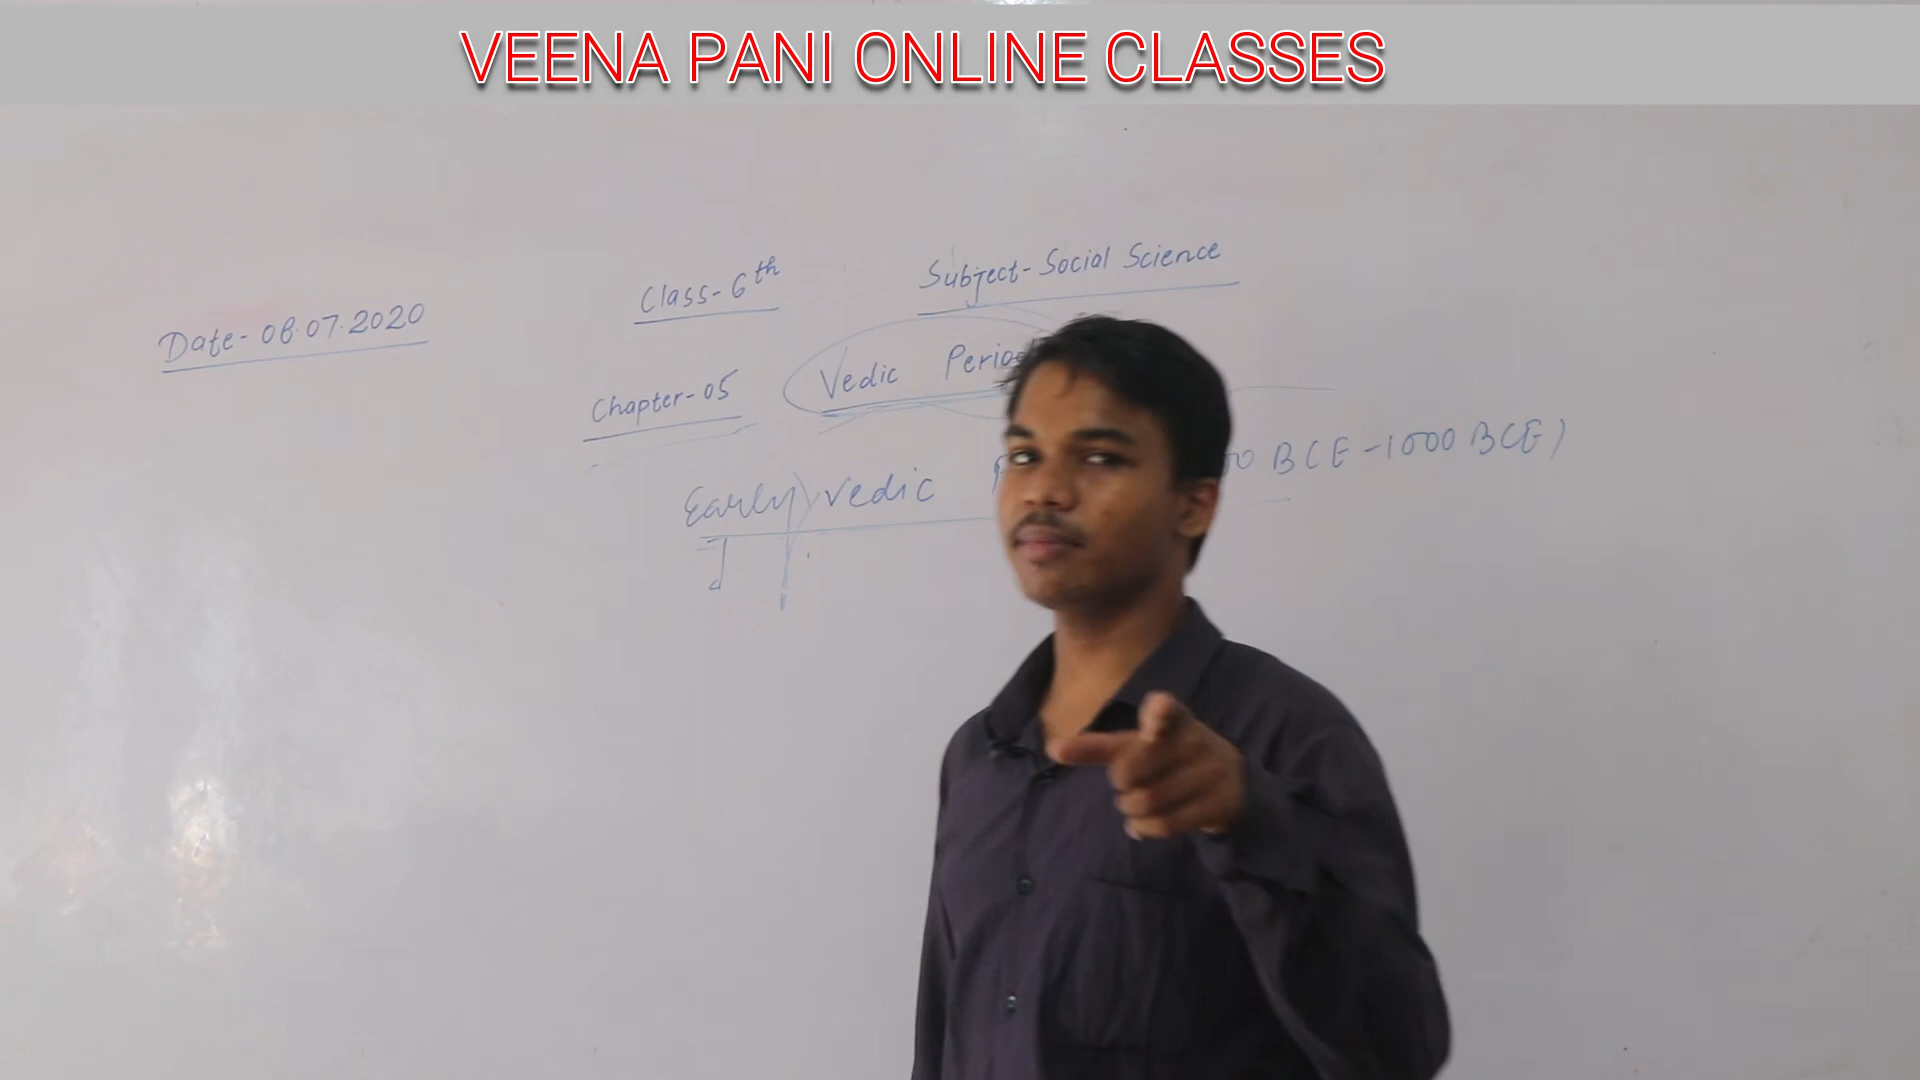 VEENA PANI ONLINE CLASSES
Class-6th Subject-Social Science
Date-08.07.2020
Chapter-05 Vedic
Early Vedic BCE-1000 BCE)